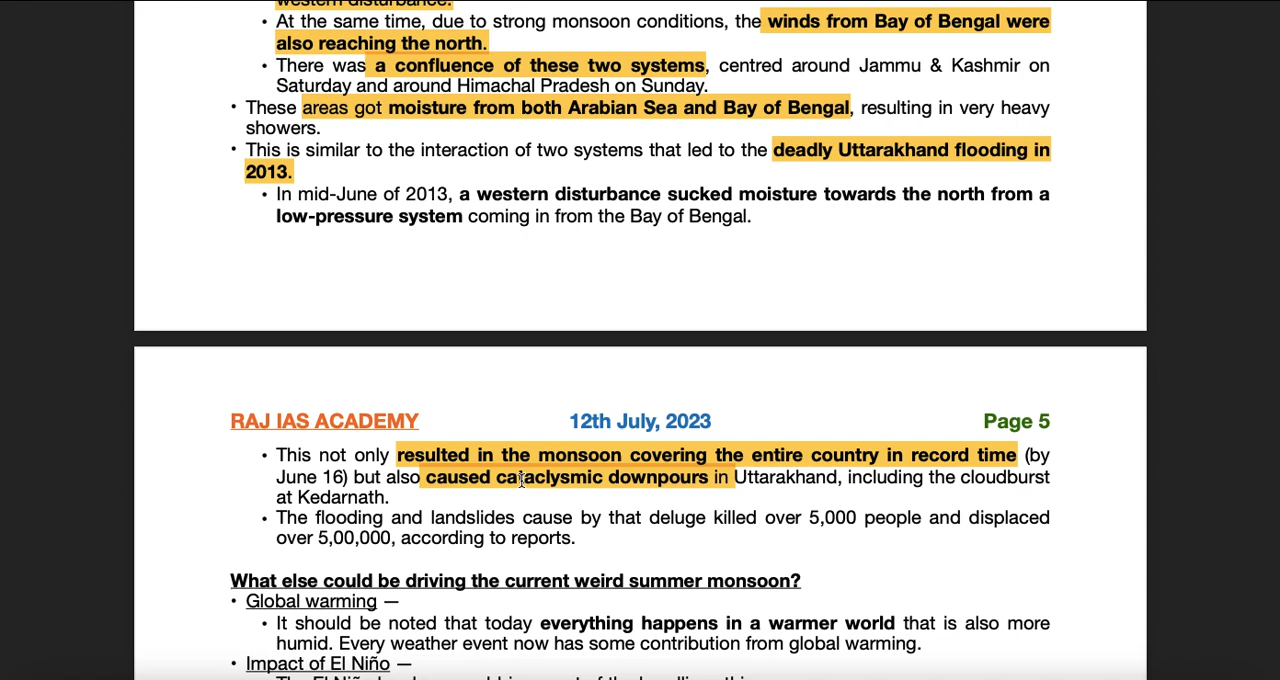 western disturbance.
• At the same time, due to strong monsoon conditions, the winds from Bay of Bengal were
also reaching the north.
• There was a confluence of these two systems, centred around Jammu & Kashmir on
Saturday and around Himachal Pradesh on Sunday.
• These areas got moisture from both Arabian Sea and Bay of Bengal, resulting in very heavy
showers.
• This is similar to the interaction of two systems that led to the deadly Uttarakhand flooding in
2013.
• In mid-June of 2013, a western disturbance sucked moisture towards the north from a
low-pressure system coming in from the Bay of Bengal.
RAJ IAS ACADEMY 12th July, 2023 Page 5
• This not only resulted in the monsoon covering the entire country in record time (by
June 16) but also caused cataclysmic downpours in Uttarakhand, including the cloudburst
at Kedarnath.
• The flooding and landslides cause by that deluge killed over 5,000 people and displaced
over 5,00,000, according to reports.
What else could be driving the current weird summer monsoon?
• Global warming —
• It should be noted that today everything happens in a warmer world that is also more
humid. Every weather event now has some contribution from global warming.
• Impact of El Niño —